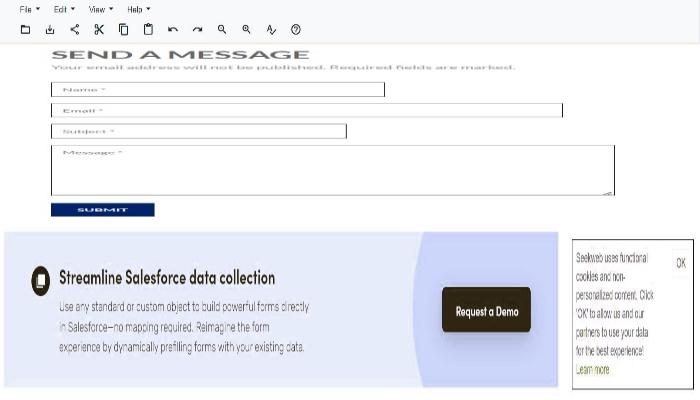 File Edit View Help
SEND A MESSAGE
Your email address will not be published. Required fields are marked.
Name *
Email *
Subject *
Message *
SUBMIT
Streamline Salesforce data collection
Use any standard or custom object to build powerful forms directly
in Salesforce—no mapping required. Reimagine the form
experience by dynamically prefilling forms with your existing data.
Request a Demo
Seekweb uses functional
cookies and non-
personalized content. Click
'OK' to allow us and our
partners to use your data
for the best experience!
Learn more
OK